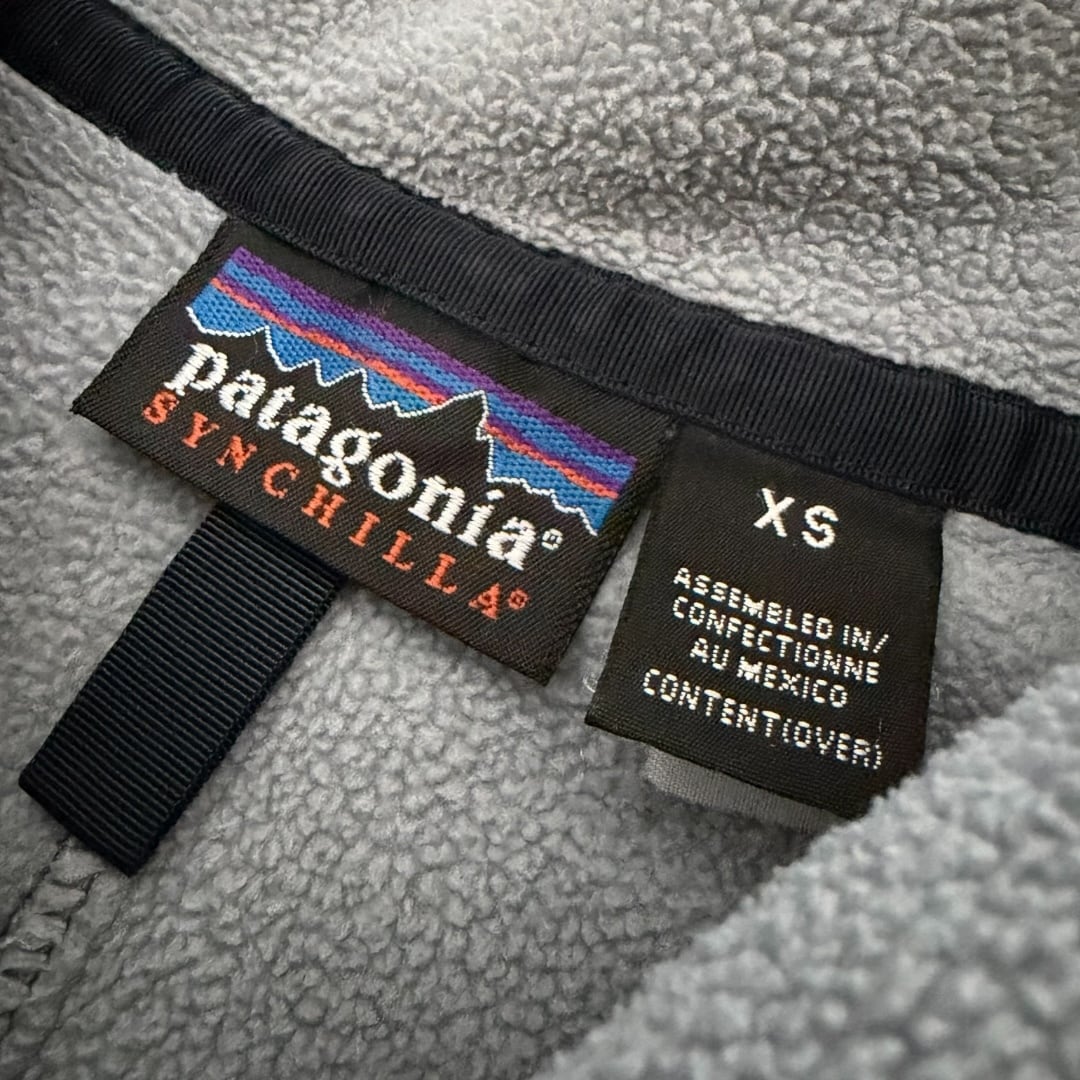 patagonia®
SYNCHILLA®
XS
ASSEMBLED IN/
CONFECTIONNE
AU MEXICO
CONTENT(OVER)